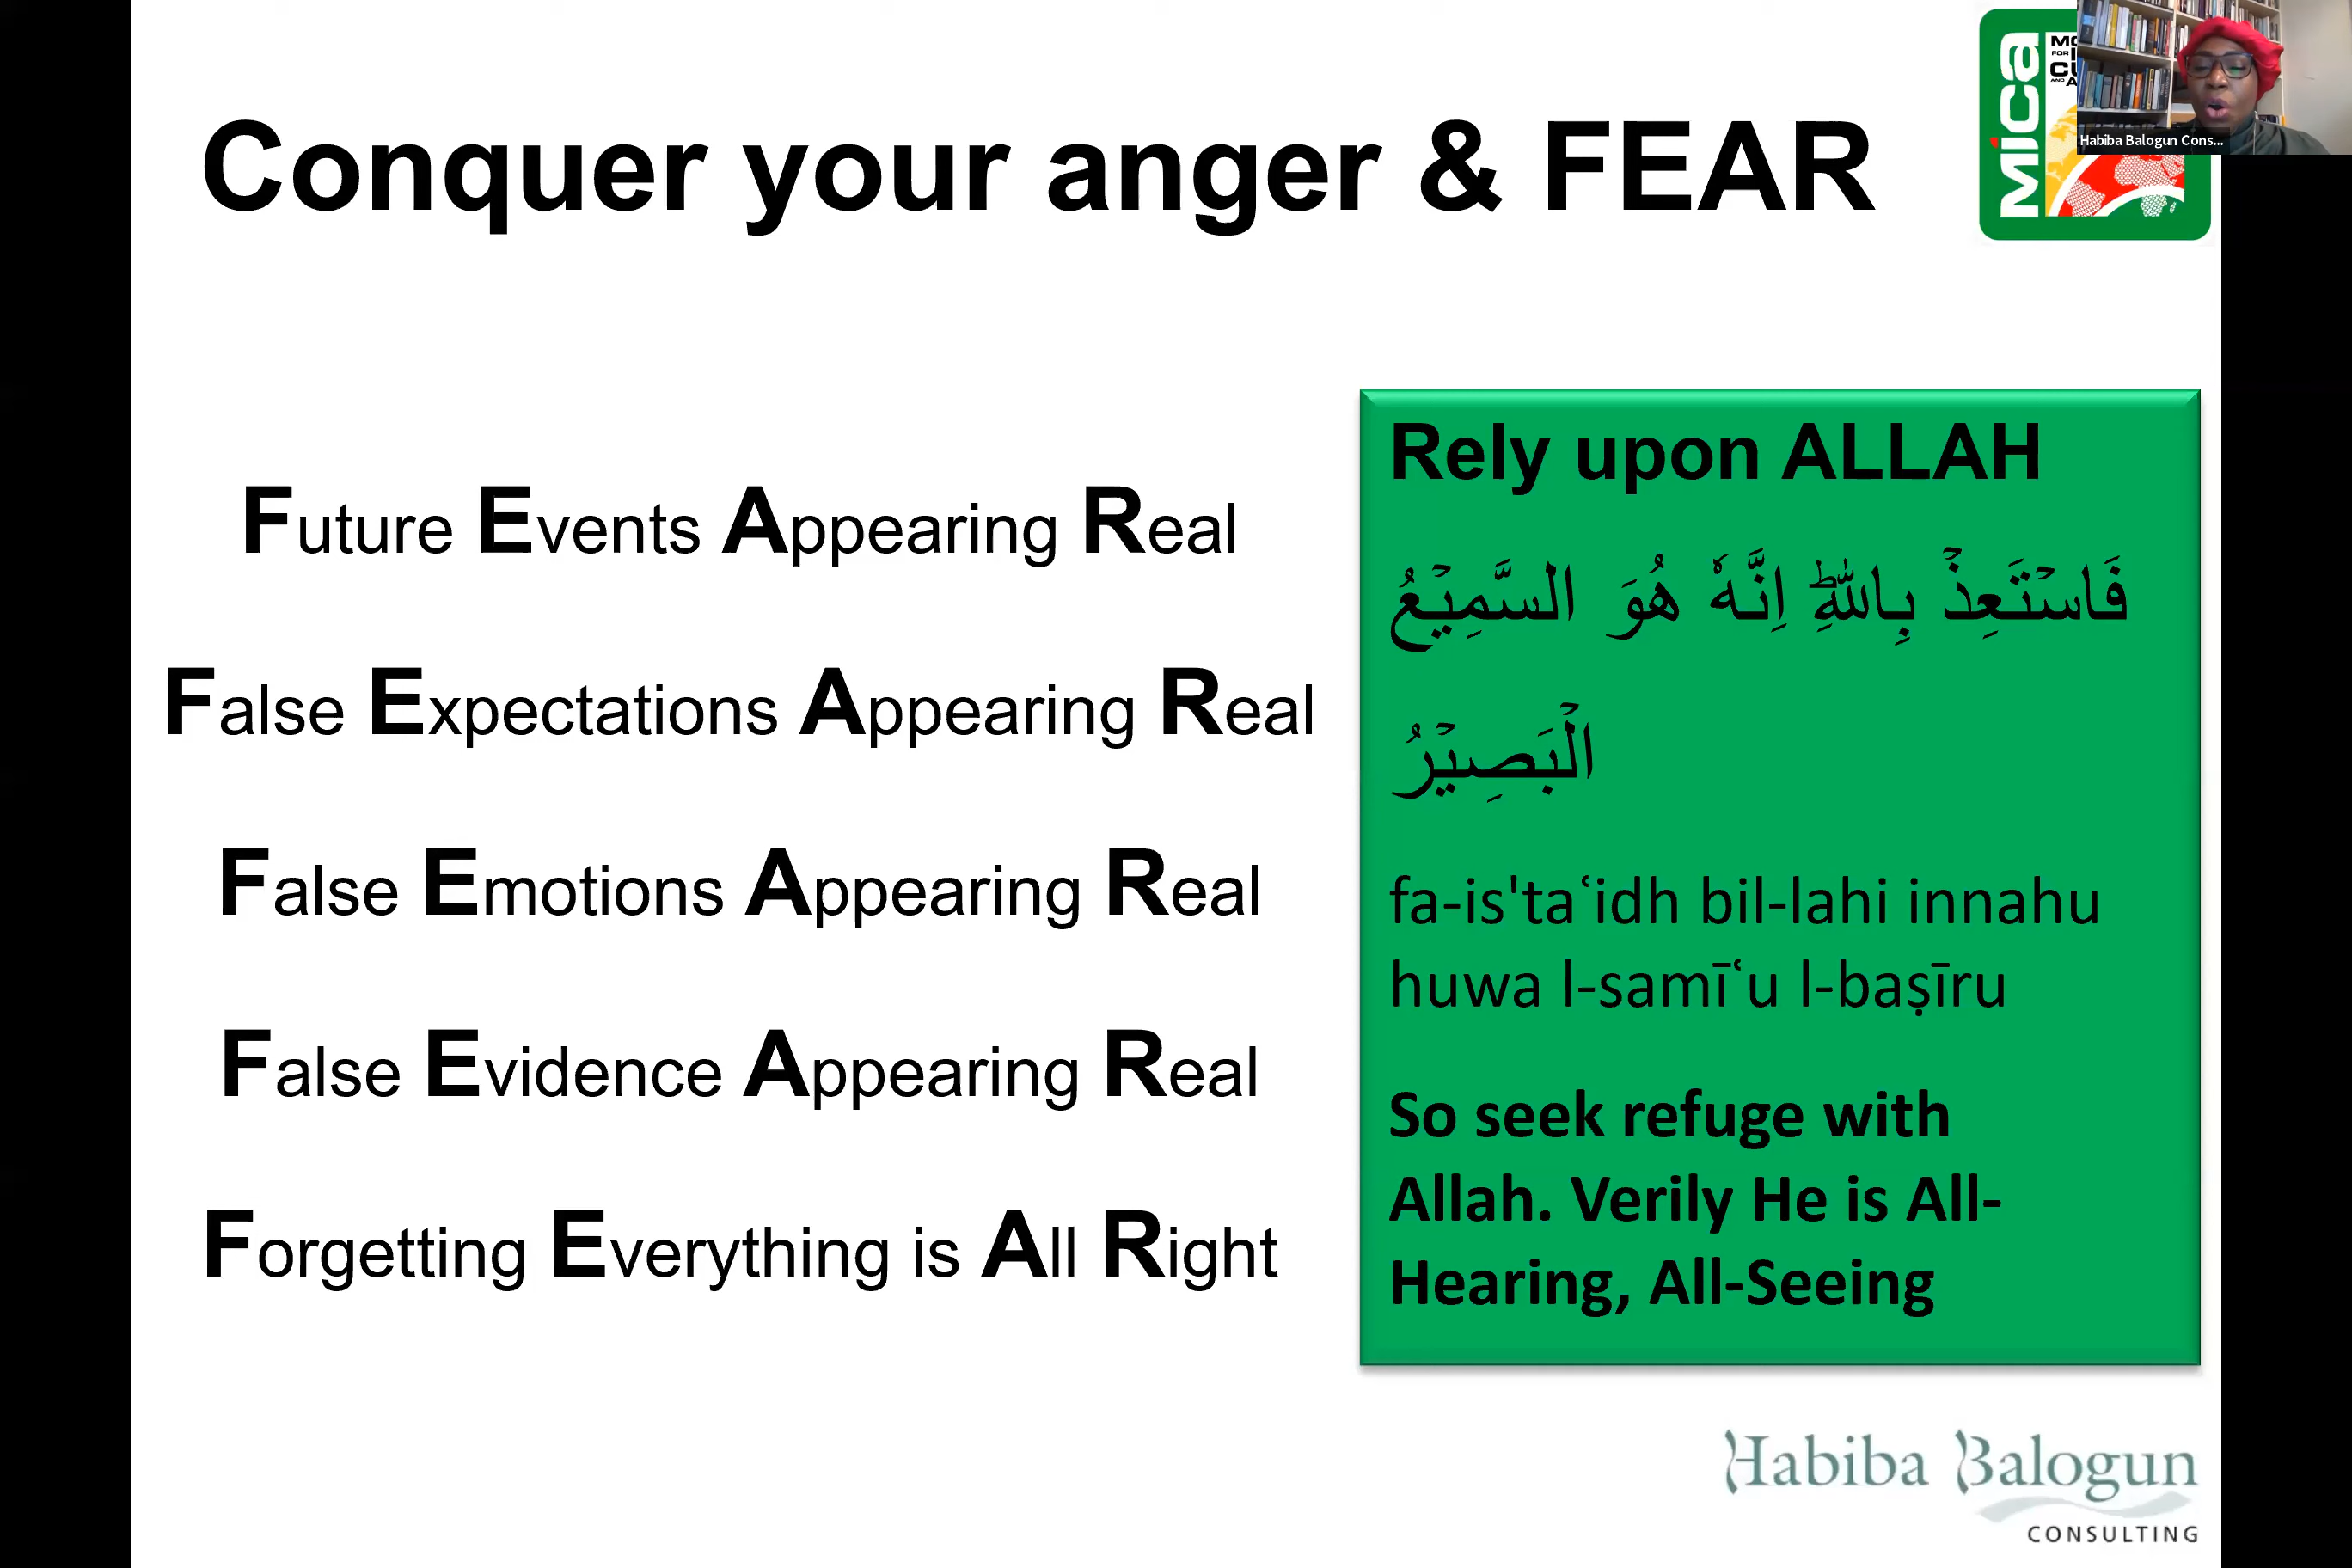 Conquer your anger & FEAR
MiCA
Habiba Balogun Cons...
Future Events Appearing Real
False Expectations Appearing Real
False Emotions Appearing Real
False Evidence Appearing Real
Forgetting Everything is All Right
Rely upon ALLAH
فَاسْتَعِذْ بِاللّٰهِؕ اِنَّهٗ هُوَ السَّمِيْعُ
الْبَصِيْرُ
fa-is'taʿidh bil-lahi innahu
huwa l-samīʿu l-baṣīru
So seek refuge with
Allah. Verily He is All-
Hearing, All-Seeing
Habiba Balogun
CONSULTING